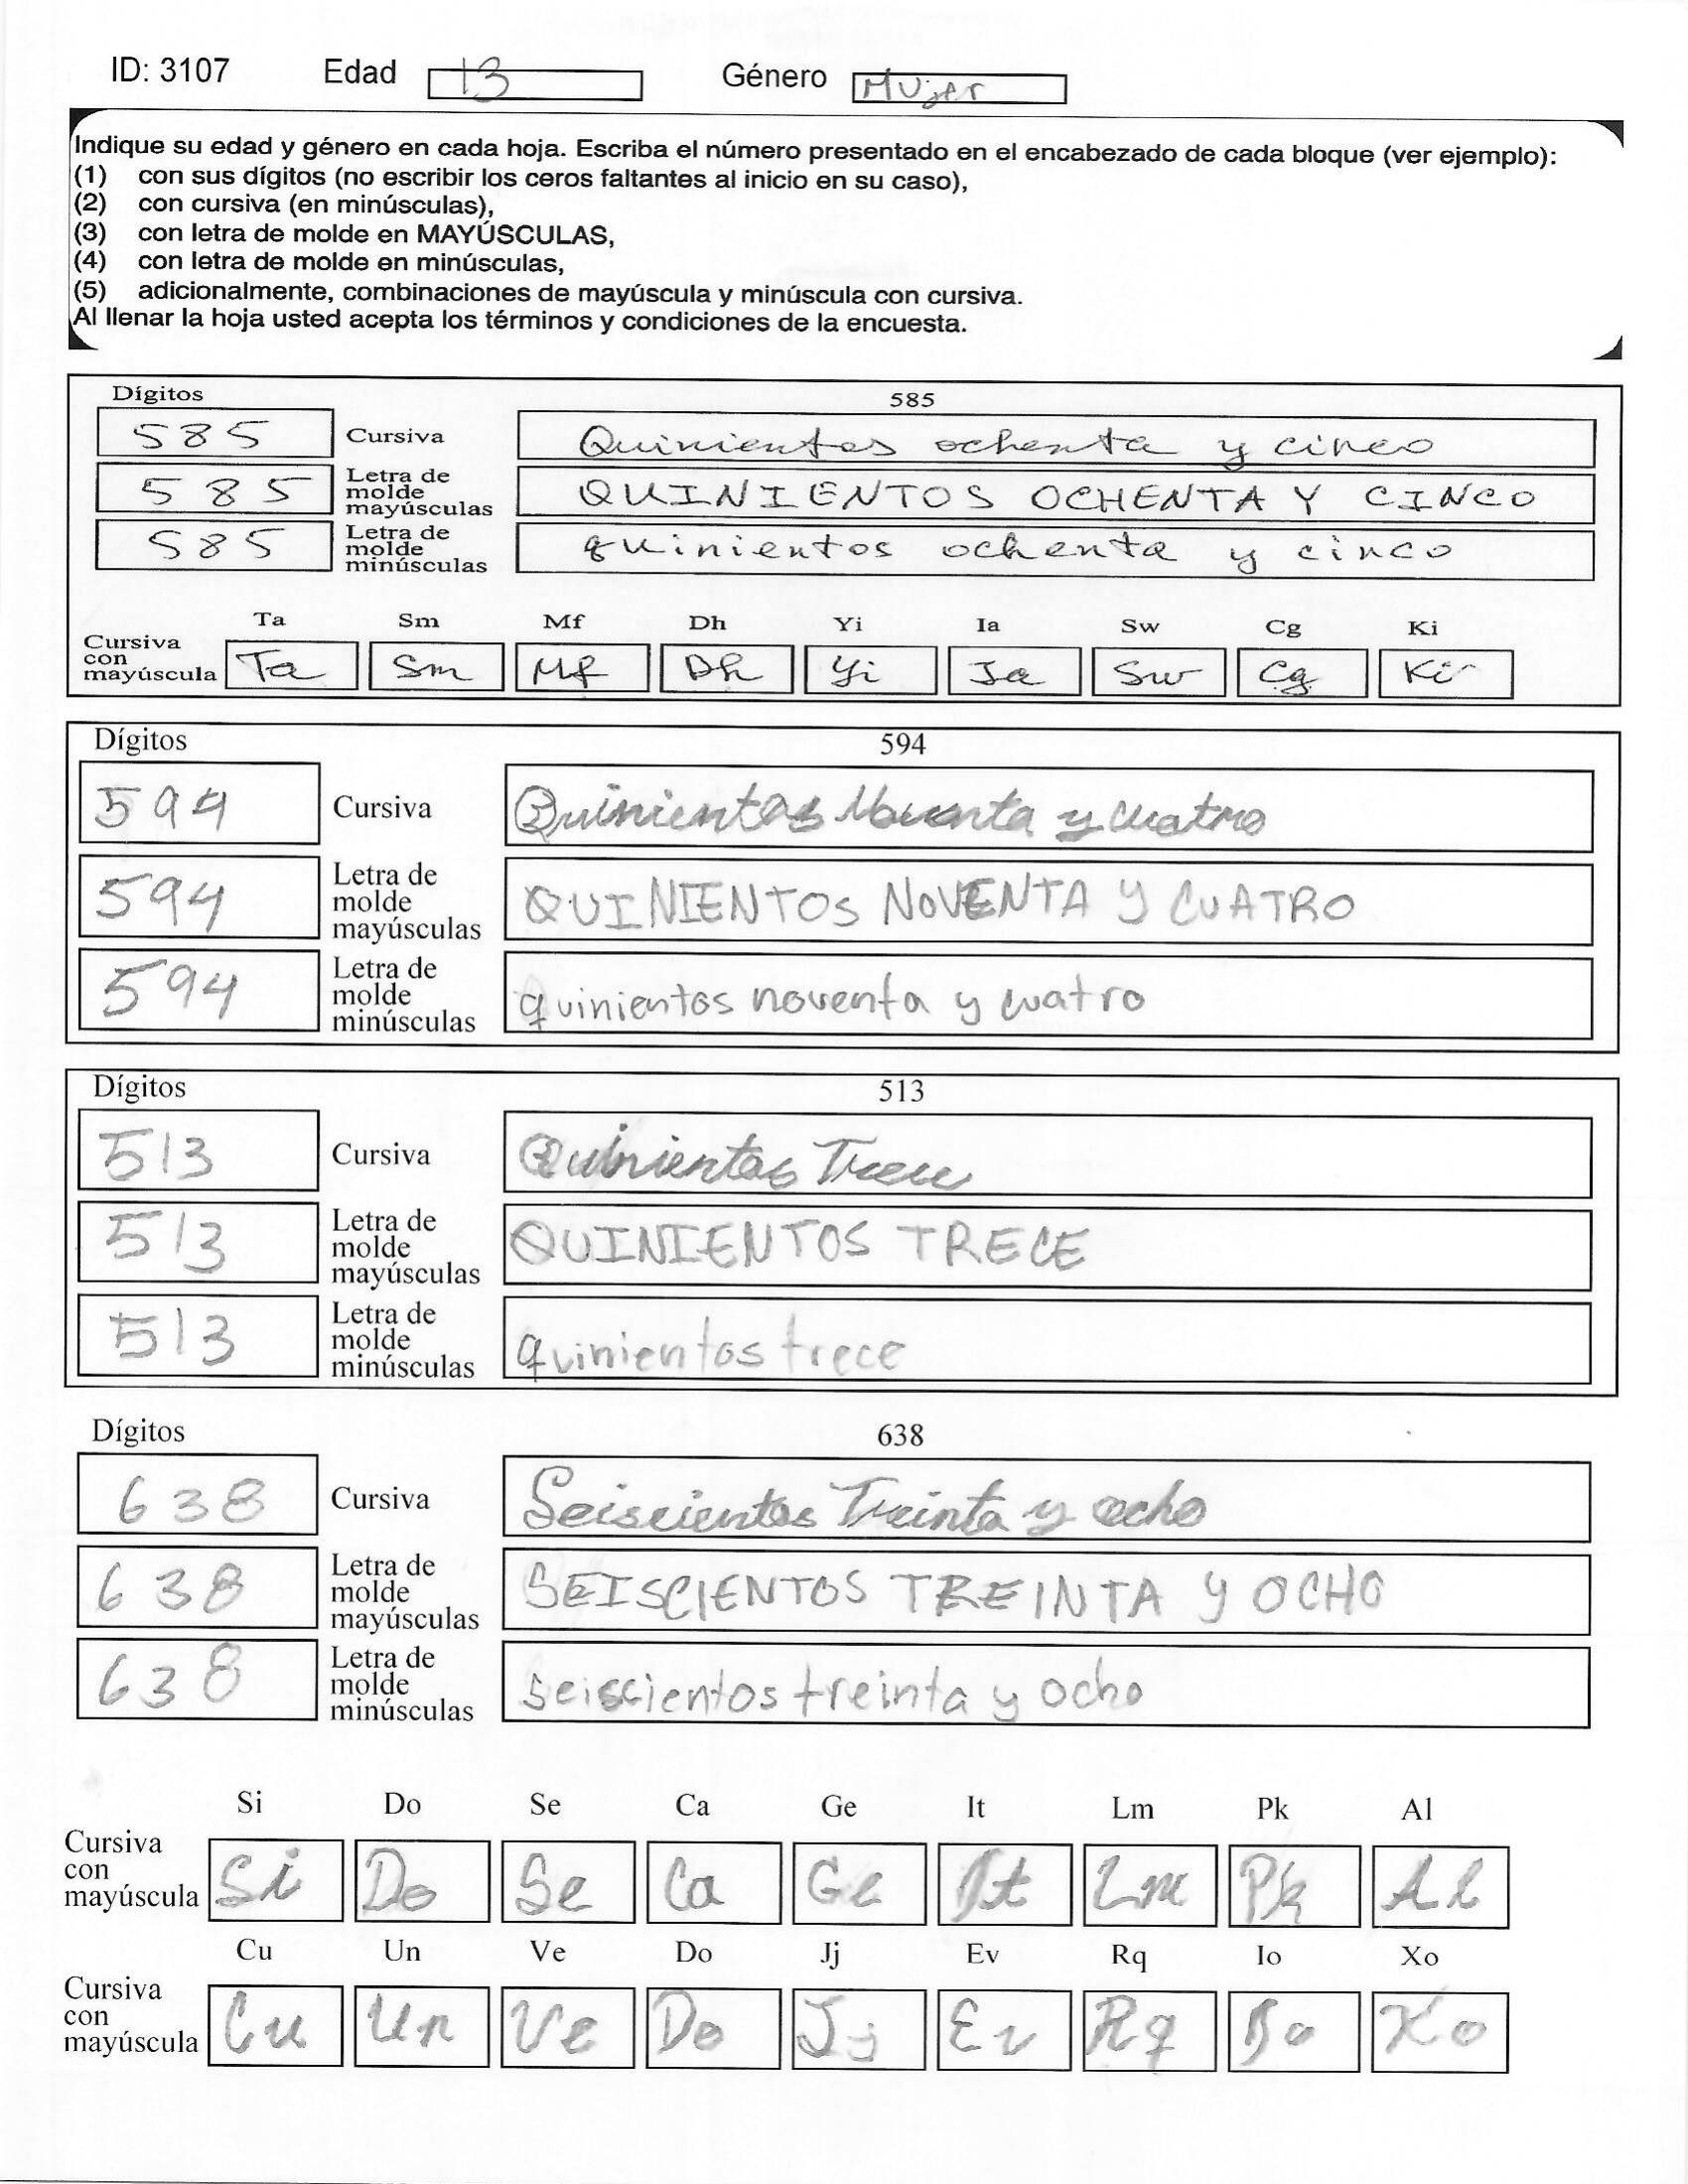 ID: 3107 Edad 13 Género Mujer
Indique su edad y género en cada hoja. Escriba el número presentado en el encabezado de cada bloque (ver ejemplo):
(1) con sus dígitos (no escribir los ceros faltantes al inicio en su caso),
(2) con cursiva (en minúsculas),
(3) con letra de molde en MAYÚSCULAS,
(4) con letra de molde en minúsculas,
(5) adicionalmente, combinaciones de mayúscula y minúscula con cursiva.
Al llenar la hoja usted acepta los términos y condiciones de la encuesta.
Dígitos 585
585 Cursiva Quinientos ochenta y cinco
585 Letra de molde mayúsculas QUINIENTOS OCHENTA Y CINCO
585 Letra de molde minúsculas quinientos ochenta y cinco
Ta Sm Mf Dh Yi Ia Sw Cg Ki
Cursiva con mayúscula Ta Sm Mf Dh Yi Ia Sw Cg Ki
Dígitos 594
594 Cursiva Quinientos Noventa y cuatro
594 Letra de molde mayúsculas QUINIENTOS NOVENTA Y CUATRO
594 Letra de molde minúsculas quinientos noventa y cuatro
Dígitos 513
513 Cursiva Quinientos Trece
513 Letra de molde mayúsculas QUINIENTOS TRECE
513 Letra de molde minúsculas quinientos trece
Dígitos 638
638 Cursiva Seiscientos Treinta y ocho
638 Letra de molde mayúsculas SEISCIENTOS TREINTA Y OCHO
638 Letra de molde minúsculas seiscientos treinta y ocho
Si Do Se Ca Ge It Lm Pk Al
Cursiva con mayúscula Si Do Se Ca Ge It Lm Pk Al
Cu Un Ve Do Jj Ev Rq Io Xo
Cursiva con mayúscula Cu Un Ve Do Jj Ev Rq Io Xo